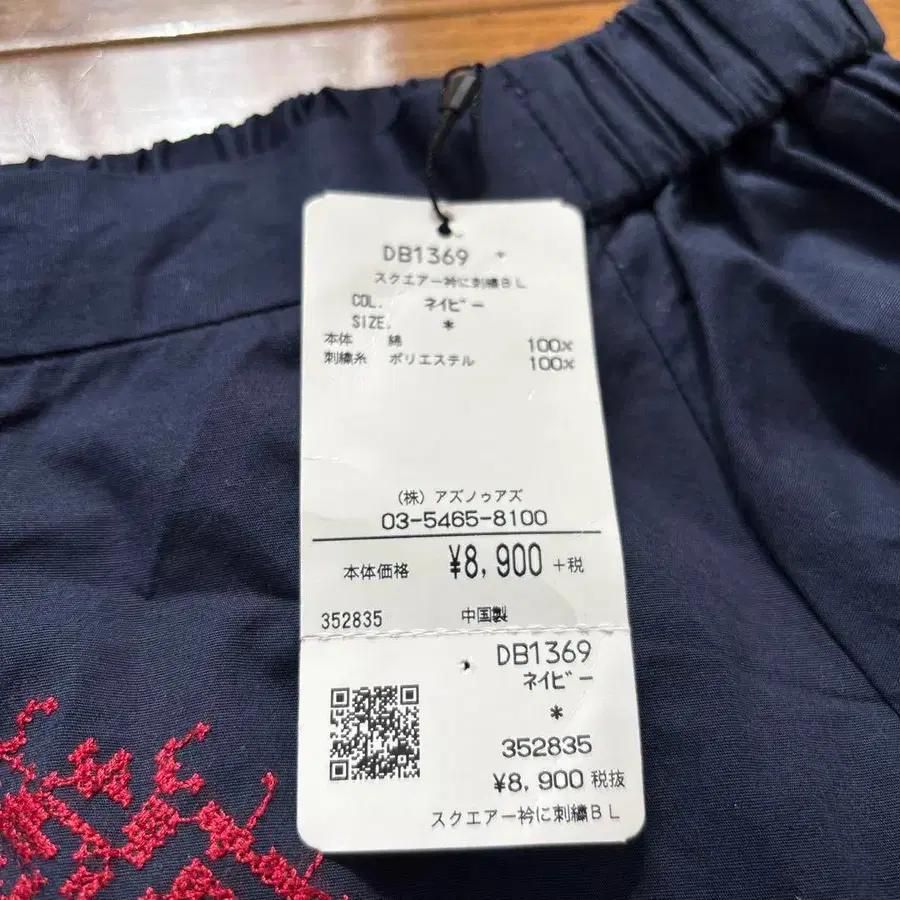 DB1369
スクエアー衿に刺繍BL
COL. ネイビー
SIZE. *
本体 綿 100%
刺繍糸 ポリエステル 100%
(株) アズノゥアズ
03-5465-8100
本体価格 ¥8,900 +税
352835 中国製
DB1369
ネイビー
*
352835
¥8,900 税抜
スクエアー衿に刺繍BL